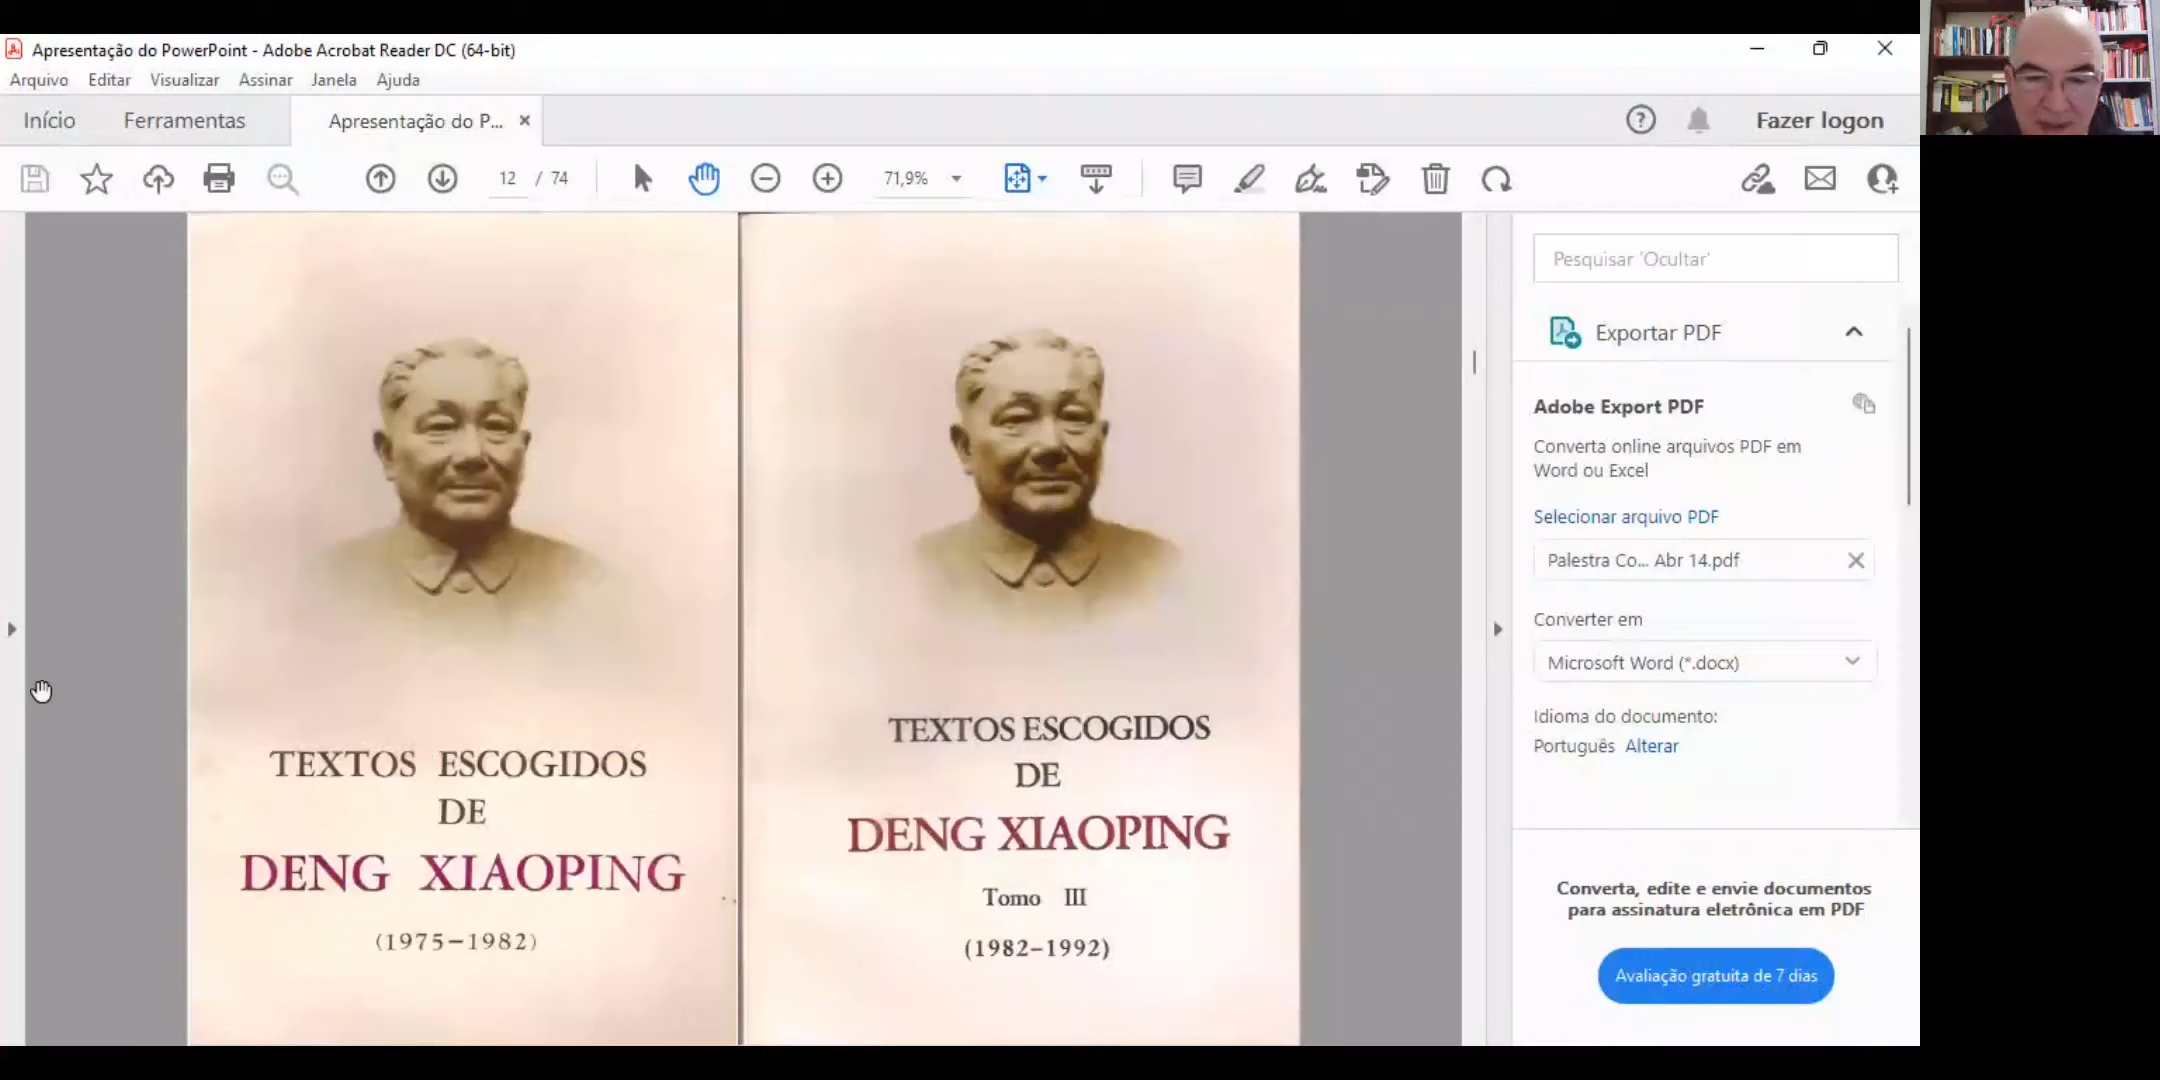 Apresentação do PowerPoint - Adobe Acrobat Reader DC (64-bit)
Arquivo Editar Visualizar Assinar Janela Ajuda
Início Ferramentas Apresentação do P... Fazer logon
12 / 74 71,9%
TEXTOS ESCOGIDOS
DE
DENG XIAOPING
(1975-1982)
TEXTOS ESCOGIDOS
DE
DENG XIAOPING
Tomo III
(1982-1992)
Pesquisar 'Ocultar'
Exportar PDF
Adobe Export PDF
Converta online arquivos PDF em
Word ou Excel
Selecionar arquivo PDF
Palestra Co... Abr 14.pdf
Converter em
Microsoft Word (*.docx)
Idioma do documento:
Português Alterar
Converta, edite e envie documentos
para assinatura eletrônica em PDF
Avaliação gratuita de 7 dias